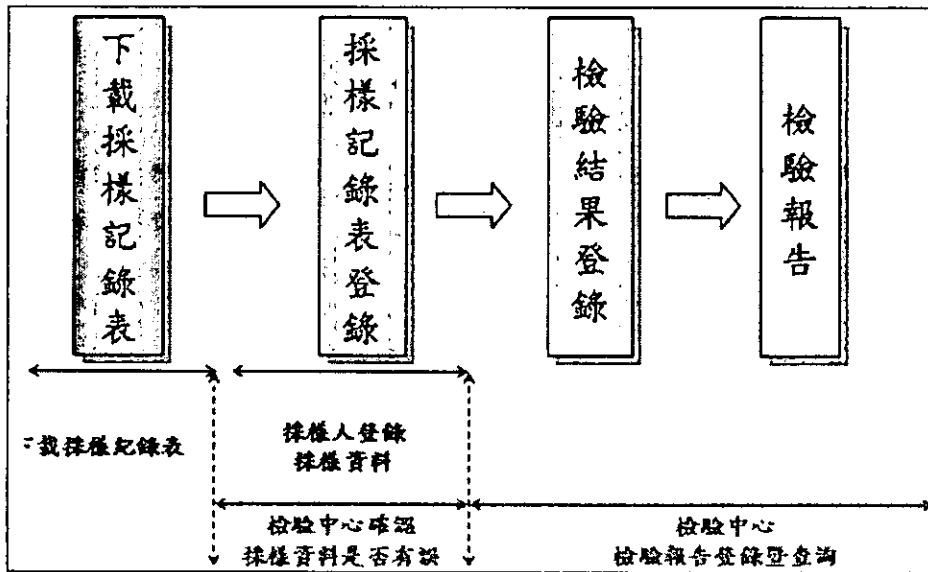 下載採樣記錄表
採樣記錄表登錄
檢驗結果登錄
檢驗報告
下載採樣紀錄表
採樣人登錄
採樣資料
檢驗中心確認
採樣資料是否有誤
檢驗中心
檢驗報告登錄暨查詢